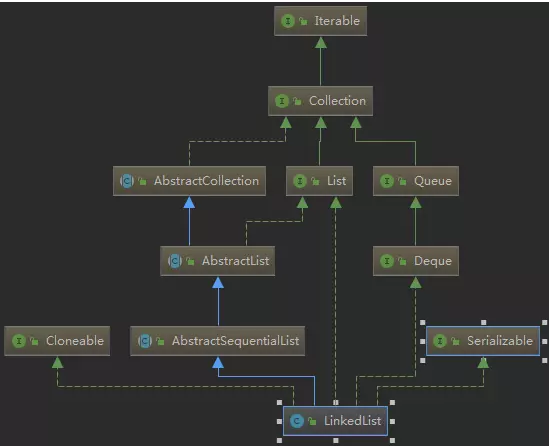 I Iterable
I Collection
C AbstractCollection
I List
I Queue
C AbstractList
I Deque
I Cloneable
C AbstractSequentialList
I Serializable
C LinkedList